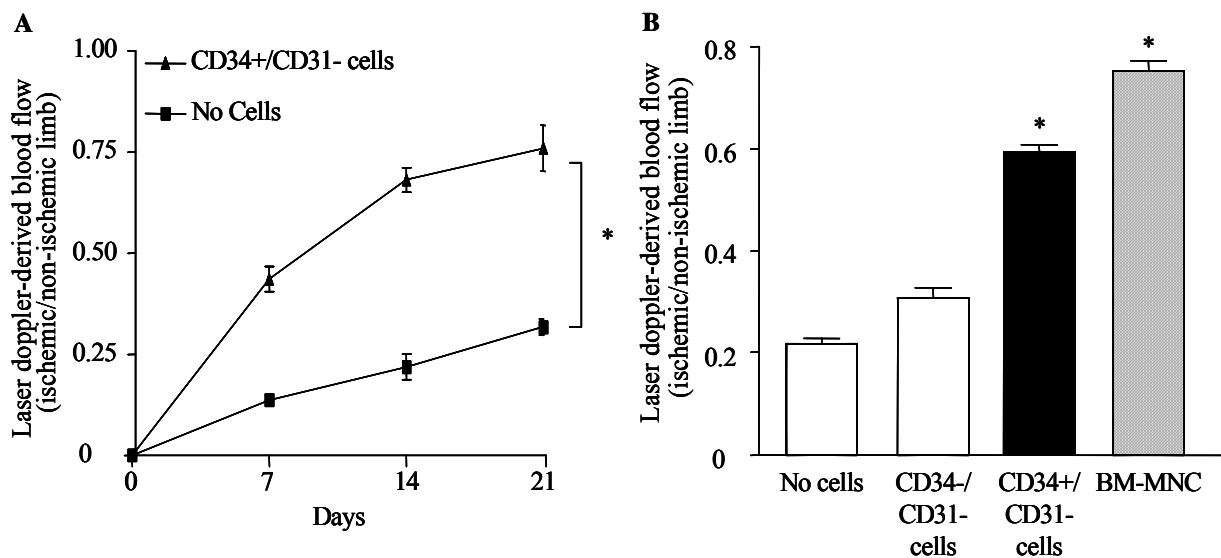 A
Laser doppler-derived blood flow
(ischemic/non-ischemic limb)
1.00
0.75
0.50
0.25
0
CD34+/CD31- cells
No Cells
*
0 7 14 21
Days
B
Laser doppler-derived blood flow
(ischemic/non-ischemic limb)
0.8
0.6
0.4
0.2
0
*
*
No cells
CD34-/
CD31-
cells
CD34+/
CD31-
cells
BM-MNC